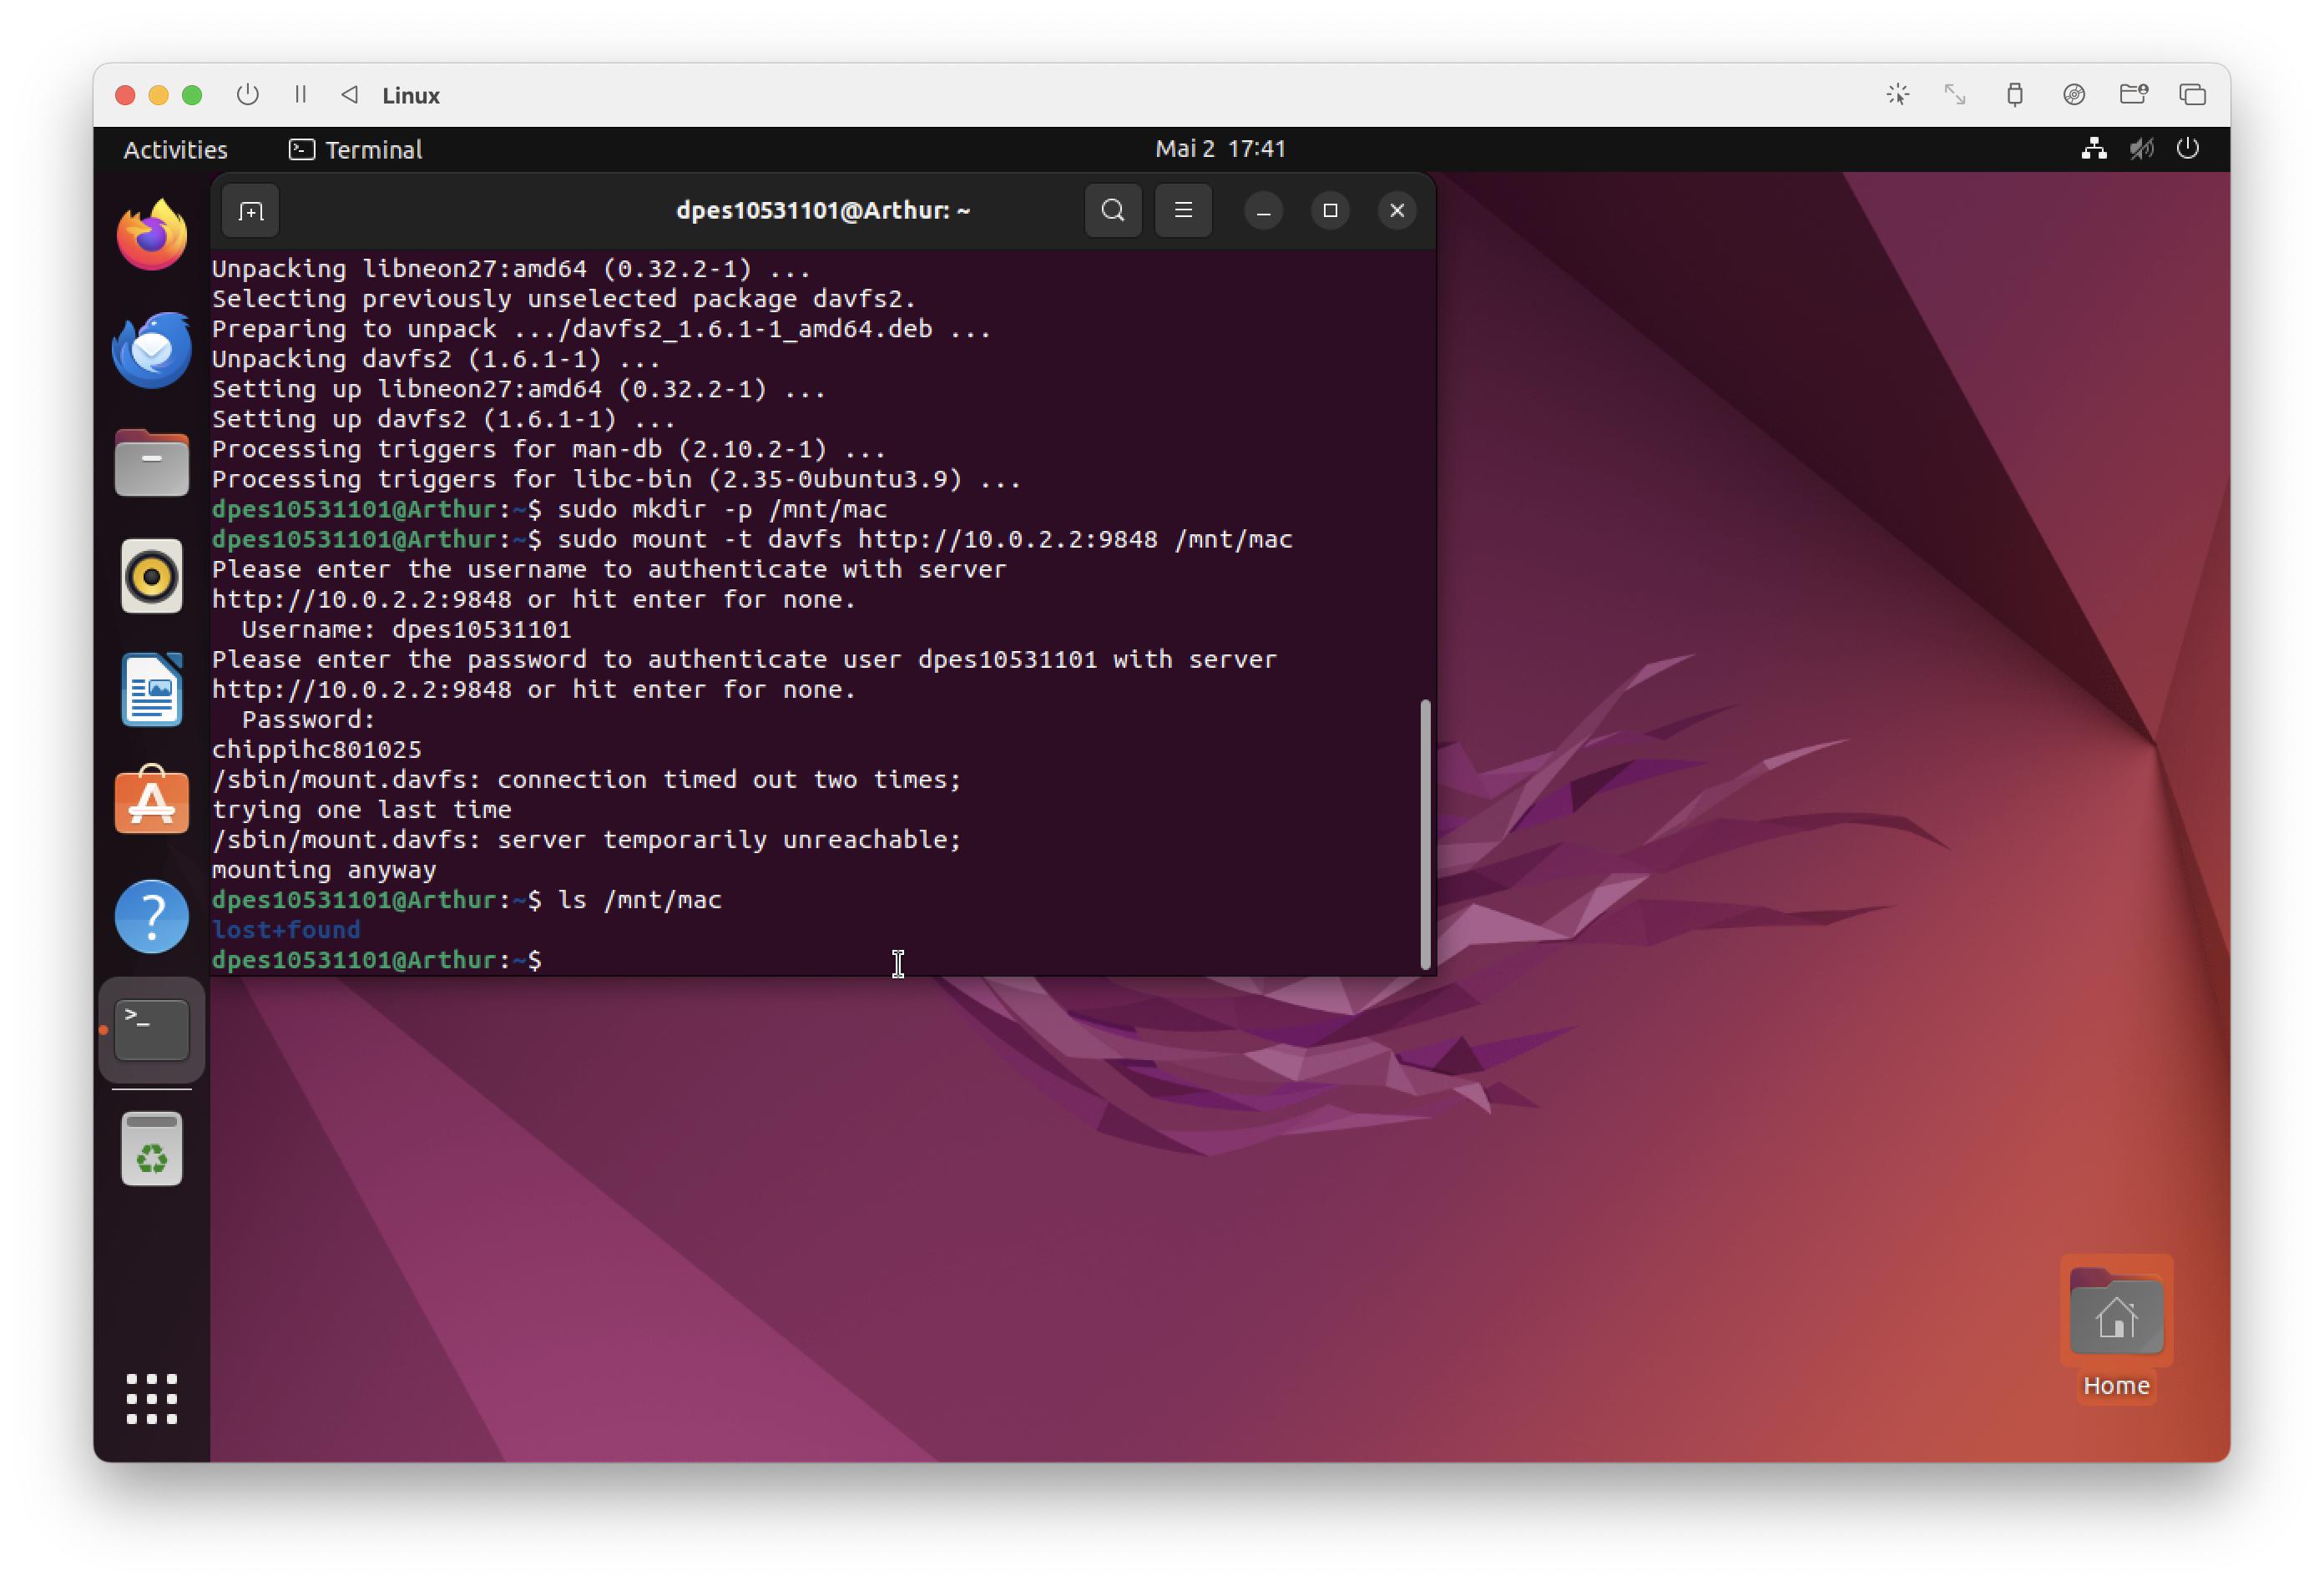 Linux
Activities
Terminal
Mai 2 17:41
dpes10531101@Arthur: ~
Unpacking libneon27:amd64 (0.32.2-1) ...
Selecting previously unselected package davfs2.
Preparing to unpack .../davfs2_1.6.1-1_amd64.deb ...
Unpacking davfs2 (1.6.1-1) ...
Setting up libneon27:amd64 (0.32.2-1) ...
Setting up davfs2 (1.6.1-1) ...
Processing triggers for man-db (2.10.2-1) ...
Processing triggers for libc-bin (2.35-0ubuntu3.9) ...
dpes10531101@Arthur:~$ sudo mkdir -p /mnt/mac
dpes10531101@Arthur:~$ sudo mount -t davfs http://10.0.2.2:9848 /mnt/mac
Please enter the username to authenticate with server
http://10.0.2.2:9848 or hit enter for none.
  Username: dpes10531101
Please enter the password to authenticate user dpes10531101 with server
http://10.0.2.2:9848 or hit enter for none.
  Password:
chippihc801025
/sbin/mount.davfs: connection timed out two times;
trying one last time
/sbin/mount.davfs: server temporarily unreachable;
mounting anyway
dpes10531101@Arthur:~$ ls /mnt/mac
lost+found
dpes10531101@Arthur:~$
Home